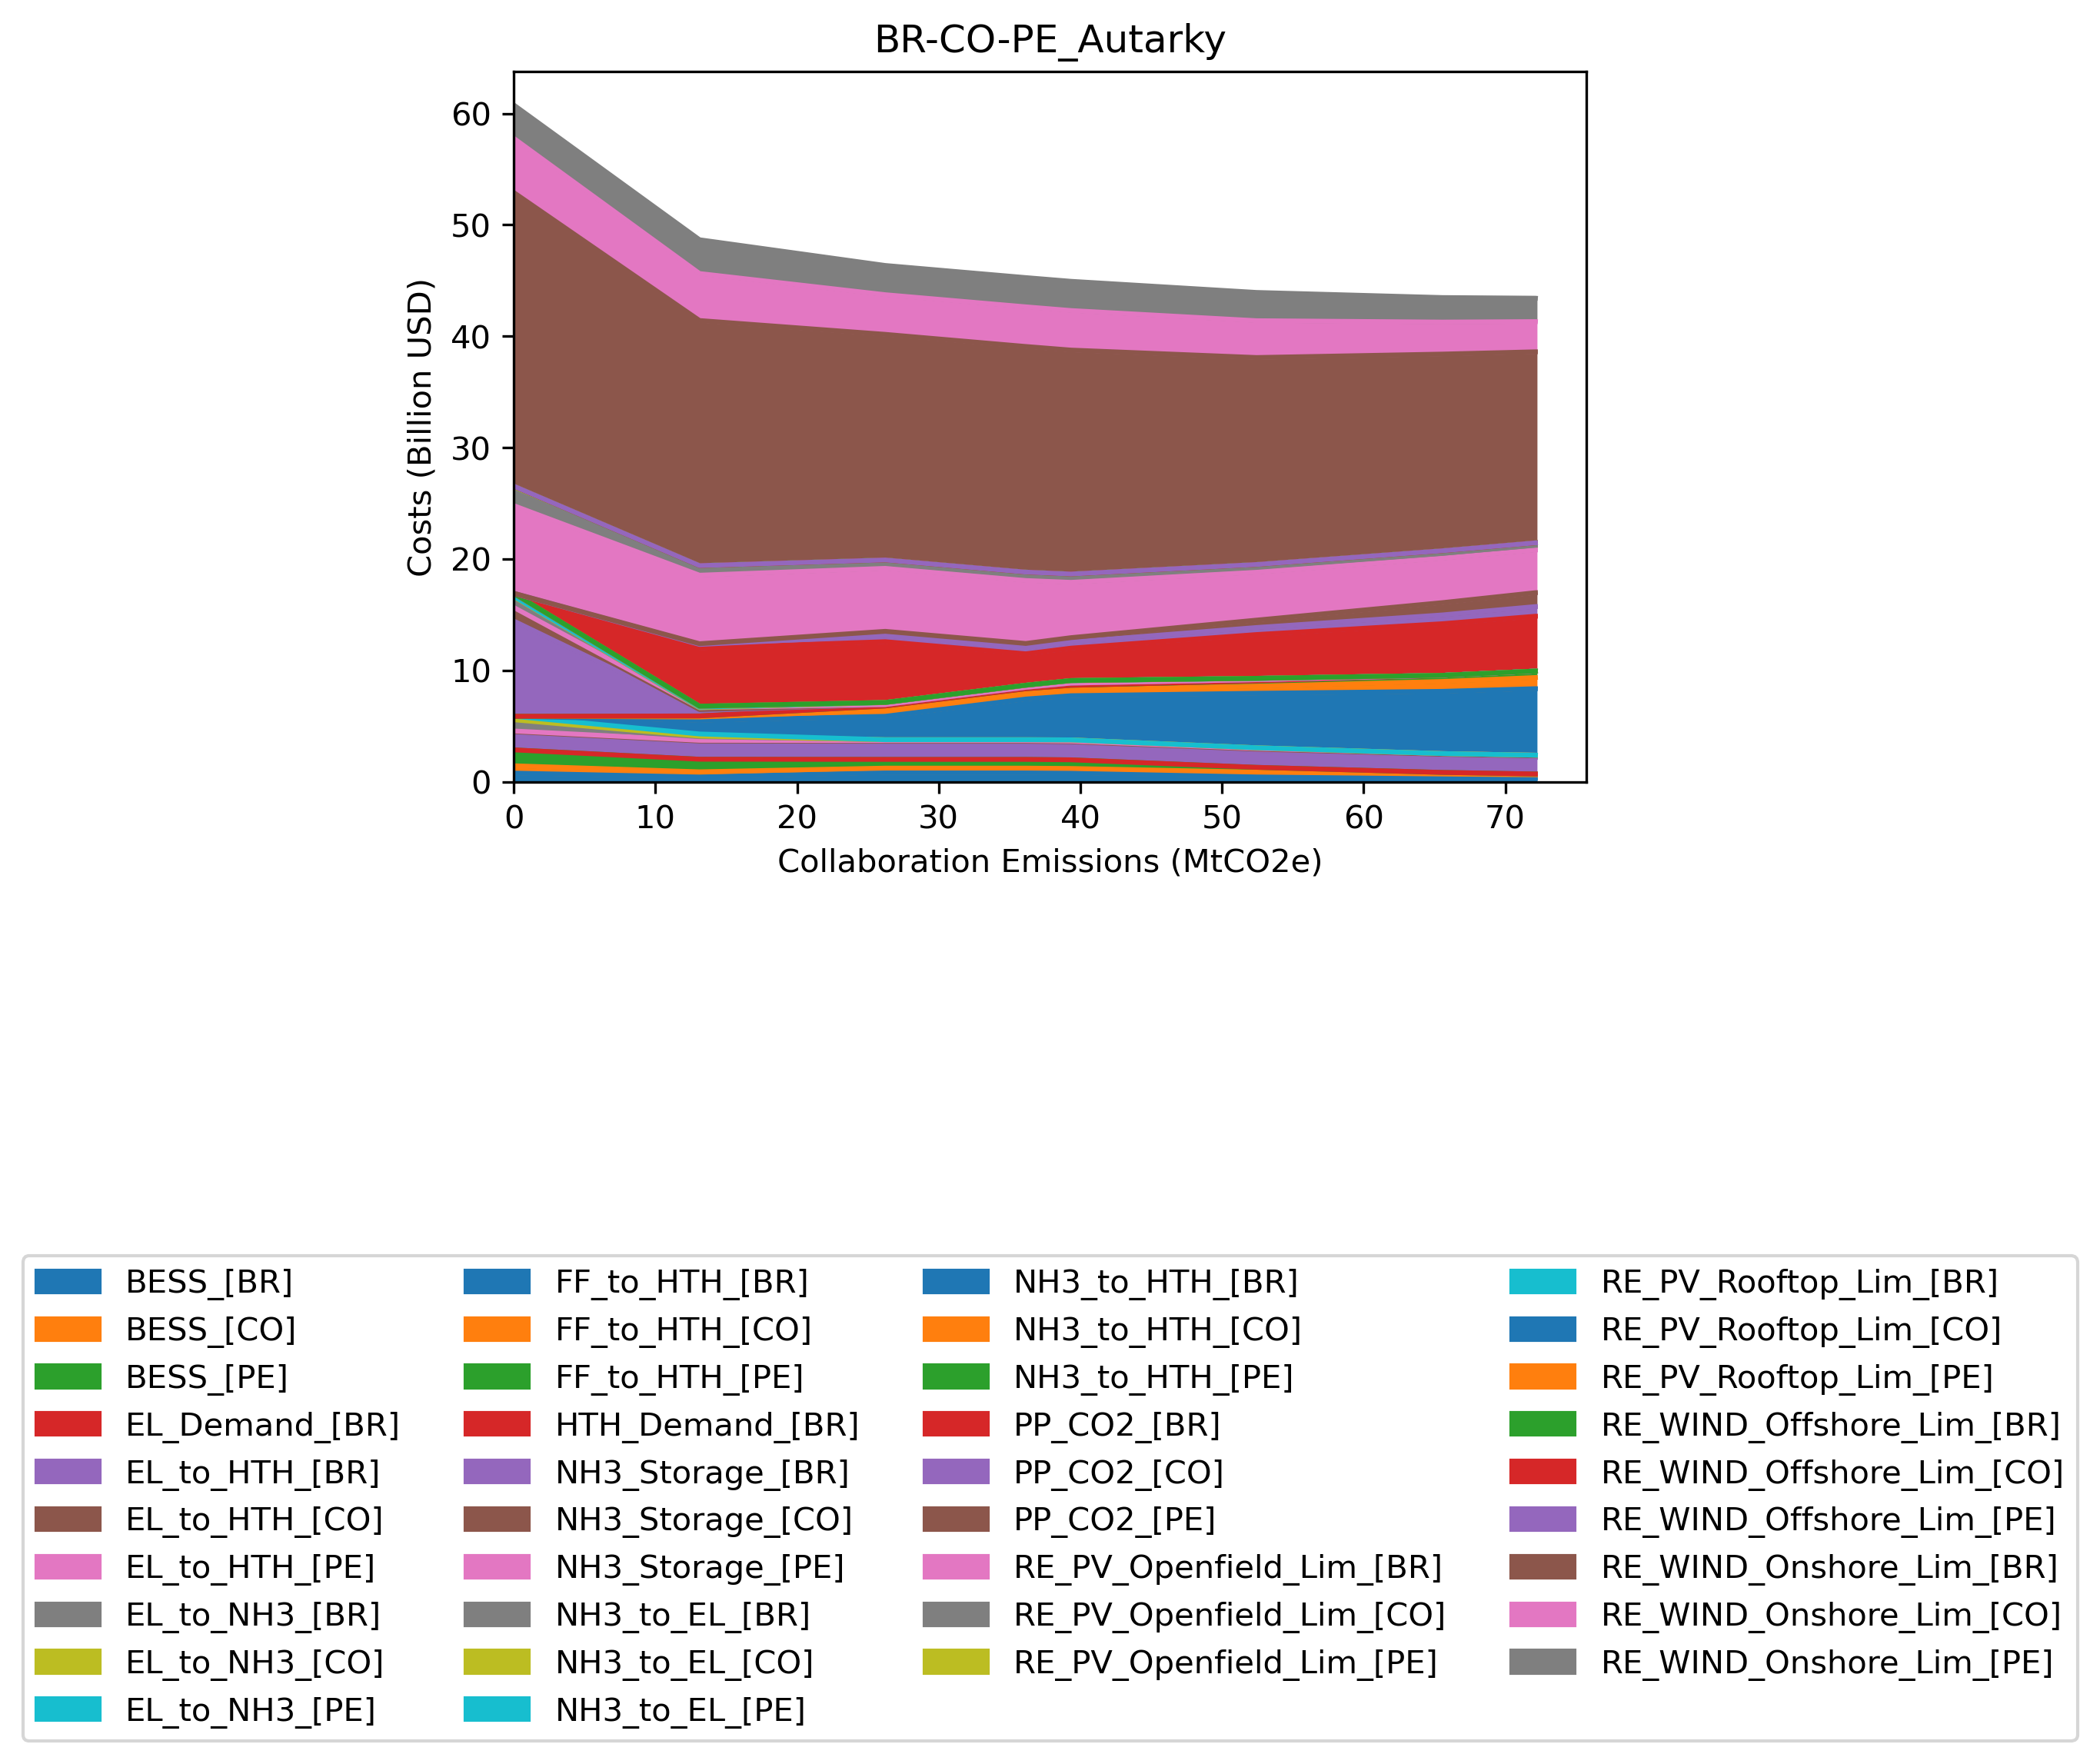 BR-CO-PE_Autarky
Costs (Billion USD)
60
50
40
30
20
10
0
0 10 20 30 40 50 60 70
Collaboration Emissions (MtCO2e)
BESS_[BR]
BESS_[CO]
BESS_[PE]
EL_Demand_[BR]
EL_to_HTH_[BR]
EL_to_HTH_[CO]
EL_to_HTH_[PE]
EL_to_NH3_[BR]
EL_to_NH3_[CO]
EL_to_NH3_[PE]
FF_to_HTH_[BR]
FF_to_HTH_[CO]
FF_to_HTH_[PE]
HTH_Demand_[BR]
NH3_Storage_[BR]
NH3_Storage_[CO]
NH3_Storage_[PE]
NH3_to_EL_[BR]
NH3_to_EL_[CO]
NH3_to_EL_[PE]
NH3_to_HTH_[BR]
NH3_to_HTH_[CO]
NH3_to_HTH_[PE]
PP_CO2_[BR]
PP_CO2_[CO]
PP_CO2_[PE]
RE_PV_Openfield_Lim_[BR]
RE_PV_Openfield_Lim_[CO]
RE_PV_Openfield_Lim_[PE]
RE_PV_Rooftop_Lim_[BR]
RE_PV_Rooftop_Lim_[CO]
RE_PV_Rooftop_Lim_[PE]
RE_WIND_Offshore_Lim_[BR]
RE_WIND_Offshore_Lim_[CO]
RE_WIND_Offshore_Lim_[PE]
RE_WIND_Onshore_Lim_[BR]
RE_WIND_Onshore_Lim_[CO]
RE_WIND_Onshore_Lim_[PE]